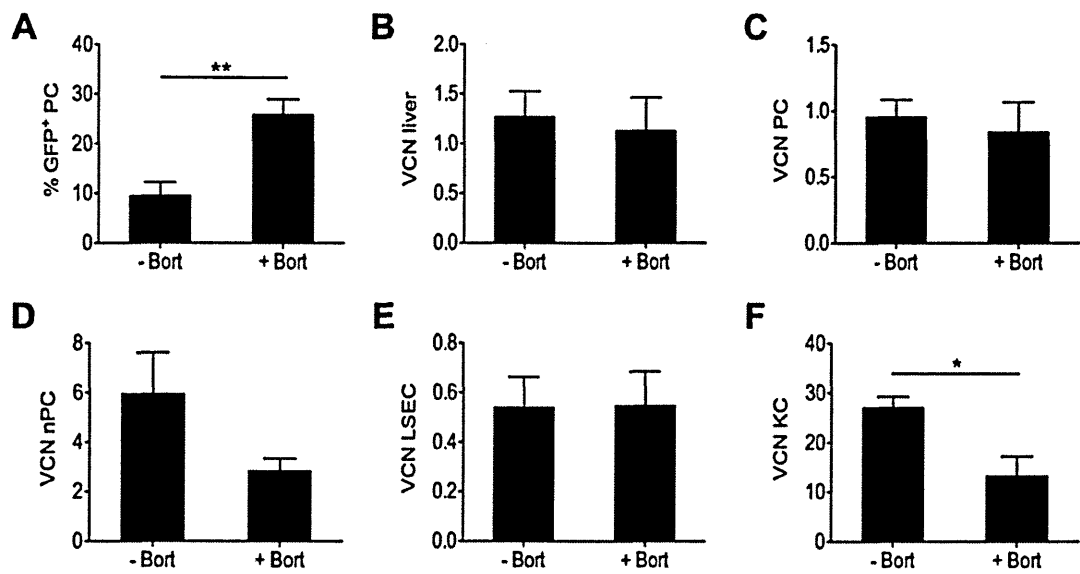 A
% GFP+ PC
40
30
20
10
0
**
- Bort
+ Bort
B
VCN liver
2.0
1.5
1.0
0.5
0.0
- Bort
+ Bort
C
VCN PC
1.5
1.0
0.5
0.0
- Bort
+ Bort
D
VCN nPC
8
6
4
2
0
- Bort
+ Bort
E
VCN LSEC
0.8
0.6
0.4
0.2
0.0
- Bort
+ Bort
F
VCN KC
40
30
20
10
0
*
- Bort
+ Bort